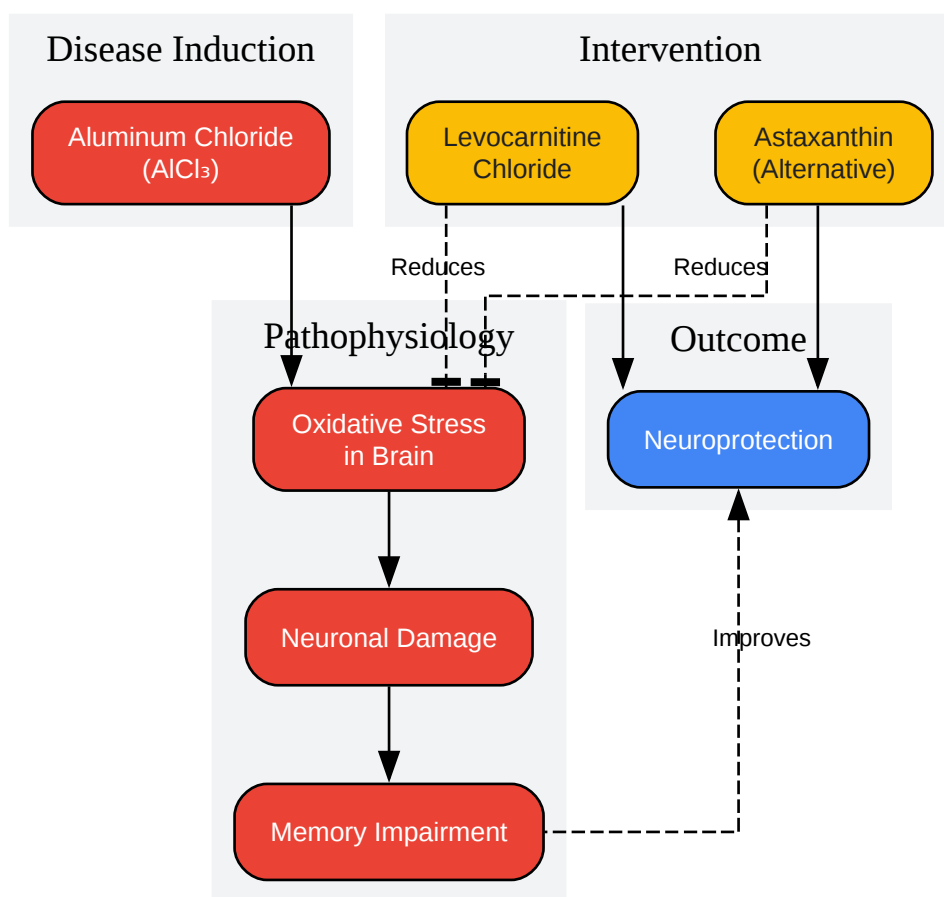 Disease Induction
Intervention
Aluminum Chloride
(AlCl₃)
Levocarnitine
Chloride
Astaxanthin
(Alternative)
Reduces
Reduces
Pathophysiology
Outcome
Oxidative Stress
in Brain
Neuroprotection
Neuronal Damage
Improves
Memory Impairment